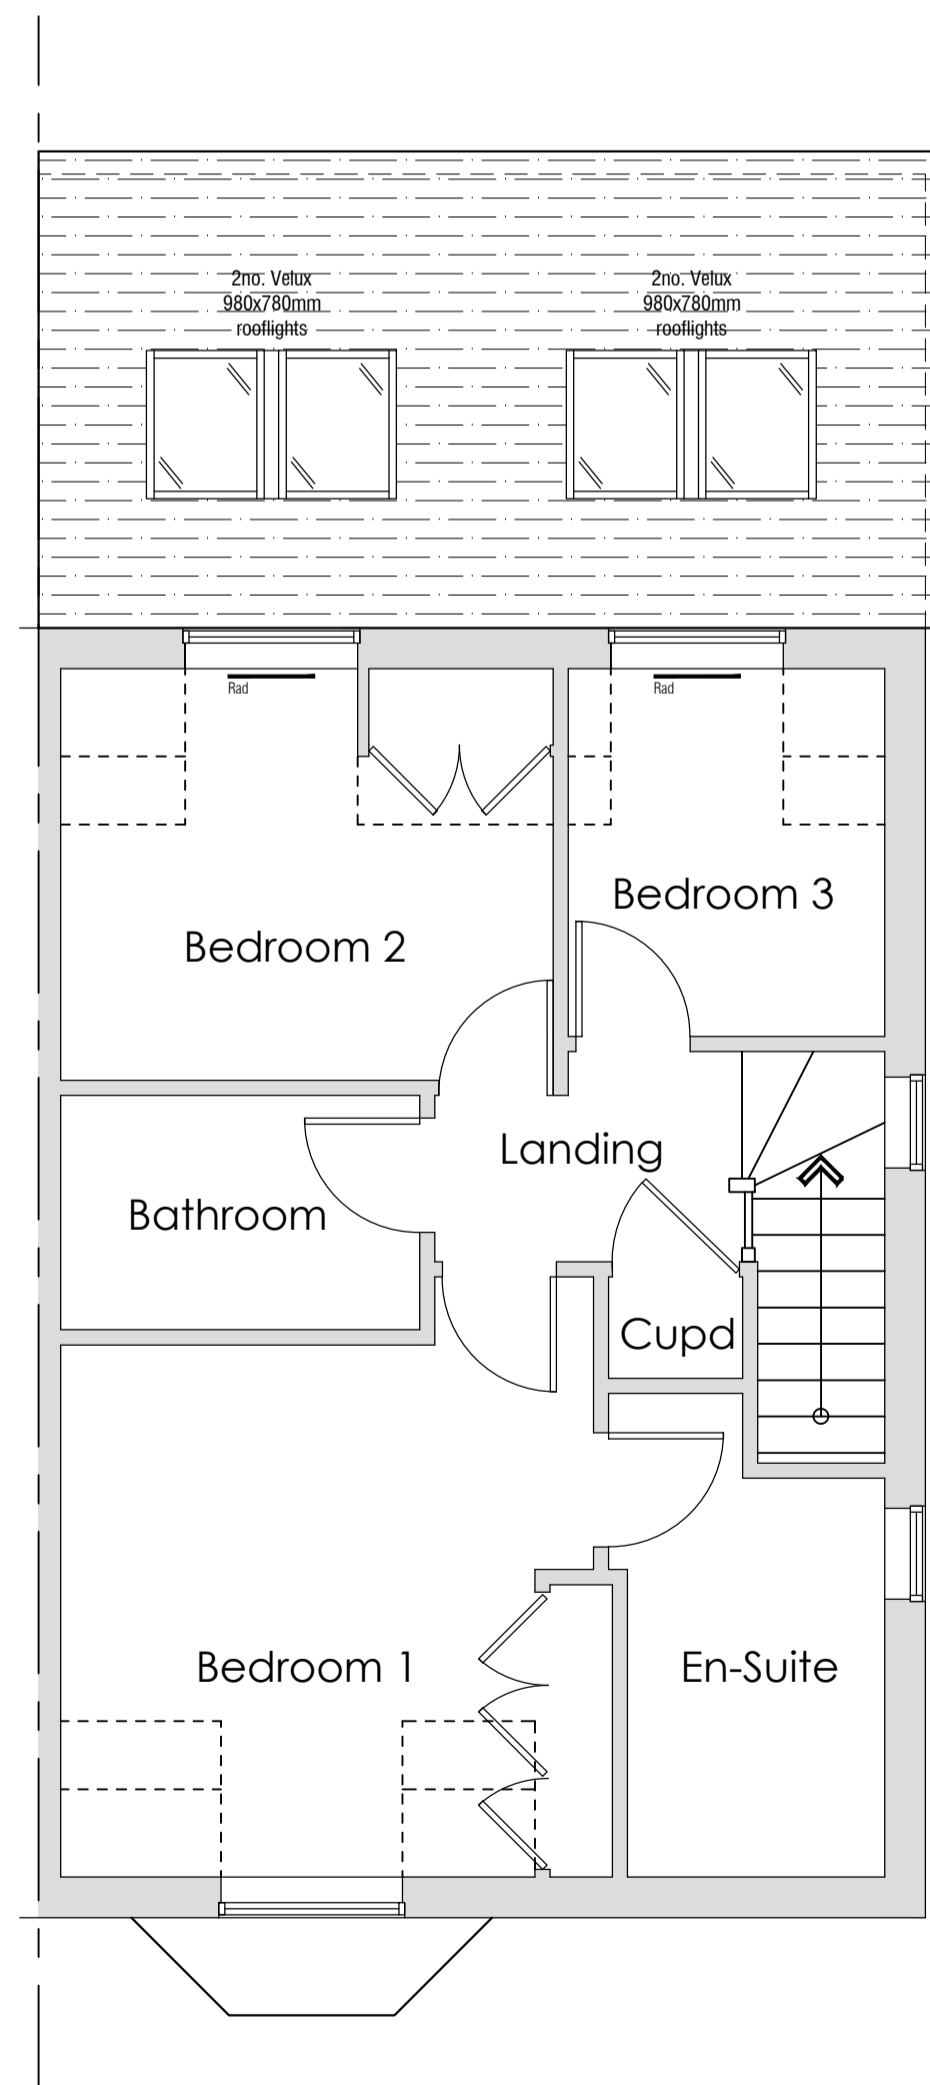 2no. Velux
980x780mm
rooflights
2no. Velux
980x780mm
rooflights
Rad
Rad
Bedroom 3
Bedroom 2
Landing
Bathroom
Cupd
Bedroom 1
En-Suite